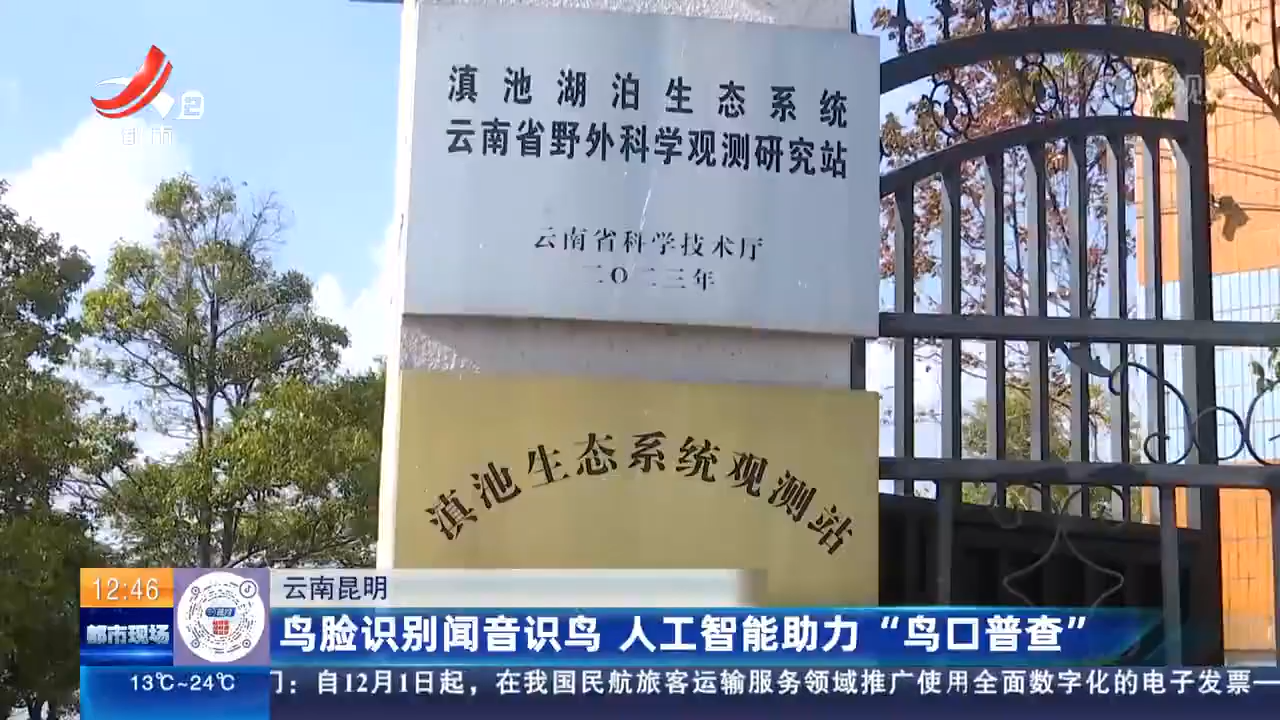 都市
滇池湖泊生态系统
云南省野外科学观测研究站
云南省科学技术厅
二〇二三年
滇池生态系统观测站
12:46
都市现场
云南昆明
鸟脸识别闻音识鸟 人工智能助力“鸟口普查”
13℃~24℃
门：自12月1日起，在我国民航旅客运输服务领域推广使用全面数字化的电子发票—